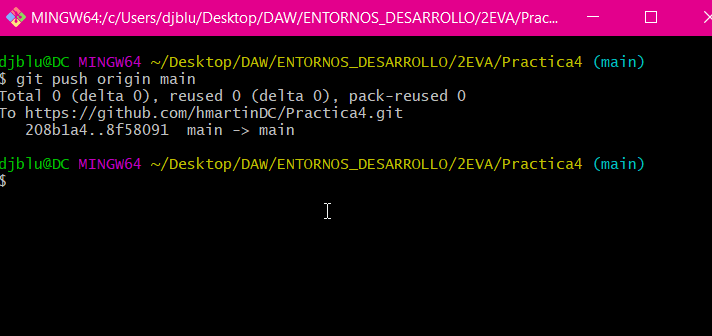 MINGW64:/c/Users/djblu/Desktop/DAW/ENTORNOS_DESARROLLO/2EVA/Prac...
djblu@DC MINGW64 ~/Desktop/DAW/ENTORNOS_DESARROLLO/2EVA/Practica4 (main)
$ git push origin main
Total 0 (delta 0), reused 0 (delta 0), pack-reused 0
To https://github.com/hmartinDC/Practica4.git
   208b1a4..8f58091  main -> main
djblu@DC MINGW64 ~/Desktop/DAW/ENTORNOS_DESARROLLO/2EVA/Practica4 (main)
$